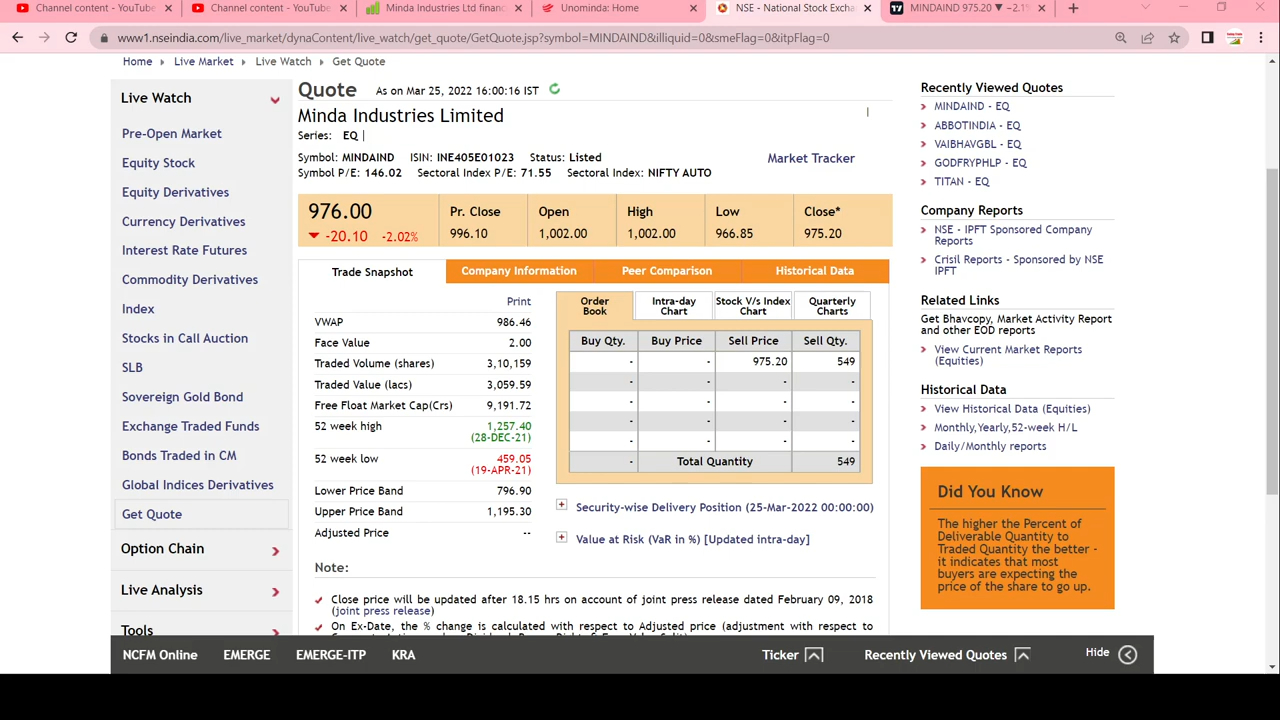 Channel content - YouTube
Channel content - YouTube
Minda Industries Ltd financial
Unominda: Home
NSE - National Stock Excha
MINDAIND 975.20 ▼ −2.1
www1.nseindia.com/live_market/dynaContent/live_watch/get_quote/GetQuote.jsp?symbol=MINDAIND&illiquid=0&smeFlag=0&itpFlag=0
Home Live Market Live Watch Get Quote
Live Watch
Pre-Open Market
Equity Stock
Equity Derivatives
Currency Derivatives
Interest Rate Futures
Commodity Derivatives
Index
Stocks in Call Auction
SLB
Sovereign Gold Bond
Exchange Traded Funds
Bonds Traded in CM
Global Indices Derivatives
Get Quote
Option Chain
Live Analysis
Tools
Quote As on Mar 25, 2022 16:00:16 IST
Minda Industries Limited
Series: EQ |
Symbol: MINDAIND ISIN: INE405E01023 Status: Listed
Market Tracker
Symbol P/E: 146.02 Sectoral Index P/E: 71.55 Sectoral Index: NIFTY AUTO
976.00 Pr. Close Open High Low Close*
-20.10 -2.02% 996.10 1,002.00 1,002.00 966.85 975.20
Trade Snapshot Company Information Peer Comparison Historical Data
Print
VWAP 986.46
Face Value 2.00
Traded Volume (shares) 3,10,159
Traded Value (lacs) 3,059.59
Free Float Market Cap(Crs) 9,191.72
52 week high 1,257.40
(28-DEC-21)
52 week low 459.05
(19-APR-21)
Lower Price Band 796.90
Upper Price Band 1,195.30
Adjusted Price --
Order Book
Intra-day Chart
Stock V/s Index Chart
Quarterly Charts
Buy Qty. Buy Price Sell Price Sell Qty.
- - 975.20 549
- - - -
- - - -
- - - -
- - - -
- Total Quantity 549
Security-wise Delivery Position (25-Mar-2022 00:00:00)
Value at Risk (VaR in %) [Updated intra-day]
Note:
Close price will be updated after 18.15 hrs on account of joint press release dated February 09, 2018
(joint press release)
On Ex-Date, the % change is calculated with respect to Adjusted price (adjustment with respect to
Recently Viewed Quotes
MINDAIND - EQ
ABBOTINDIA - EQ
VAIBHAVGBL - EQ
GODFRYPHLP - EQ
TITAN - EQ
Company Reports
NSE - IPFT Sponsored Company
Reports
Crisil Reports - Sponsored by NSE
IPFT
Related Links
Get Bhavcopy, Market Activity Report
and other EOD reports
View Current Market Reports
(Equities)
Historical Data
View Historical Data (Equities)
Monthly,Yearly,52-week H/L
Daily/Monthly reports
Did You Know
The higher the Percent of
Deliverable Quantity to
Traded Quantity the better -
it indicates that most
buyers are expecting the
price of the share to go up.
NCFM Online EMERGE EMERGE-ITP KRA Ticker Recently Viewed Quotes Hide